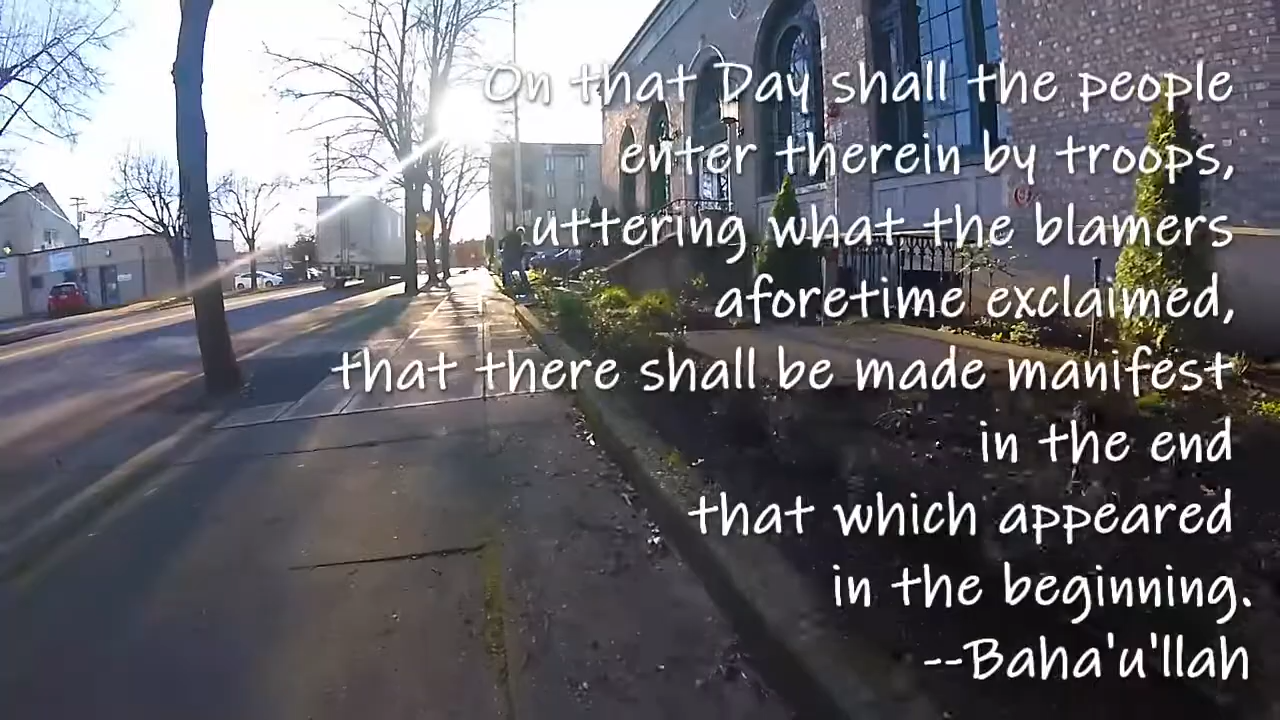 On that Day shall the people
enter therein by troops,
uttering what the blamers
aforetime exclaimed,
that there shall be made manifest
in the end
that which appeared
in the beginning.
--Baha'u'llah